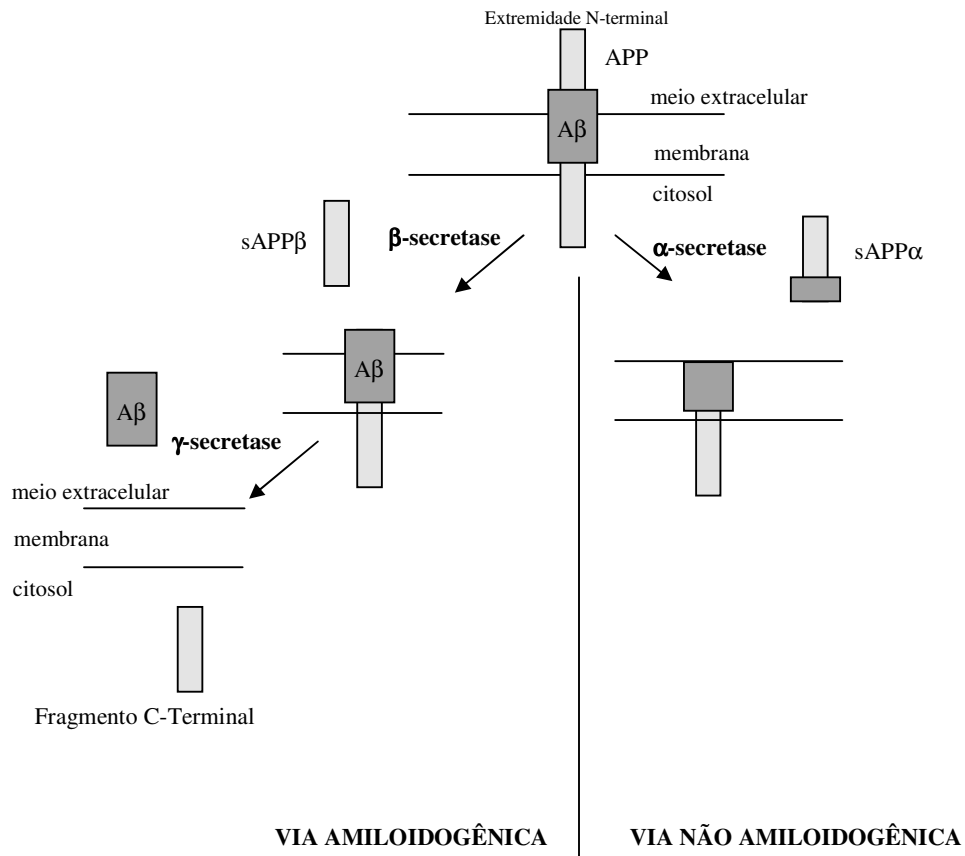 Extremidade N-terminal
APP
meio extracelular
Aβ
membrana
citosol
sAPPβ
β-secretase
α-secretase
sAPPα
Aβ
Aβ
γ-secretase
meio extracelular
membrana
citosol
Fragmento C-Terminal
VIA AMILOIDOGÊNICA
VIA NÃO AMILOIDOGÊNICA